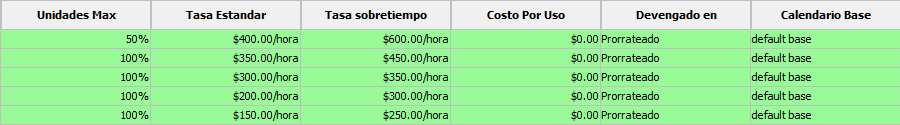 Unidades Max Tasa Estandar Tasa sobretiempo Costo Por Uso Devengado en Calendario Base
50% $400.00/hora $600.00/hora $0.00 Prorrateado default base
100% $350.00/hora $450.00/hora $0.00 Prorrateado default base
100% $300.00/hora $350.00/hora $0.00 Prorrateado default base
100% $200.00/hora $300.00/hora $0.00 Prorrateado default base
100% $150.00/hora $250.00/hora $0.00 Prorrateado default base